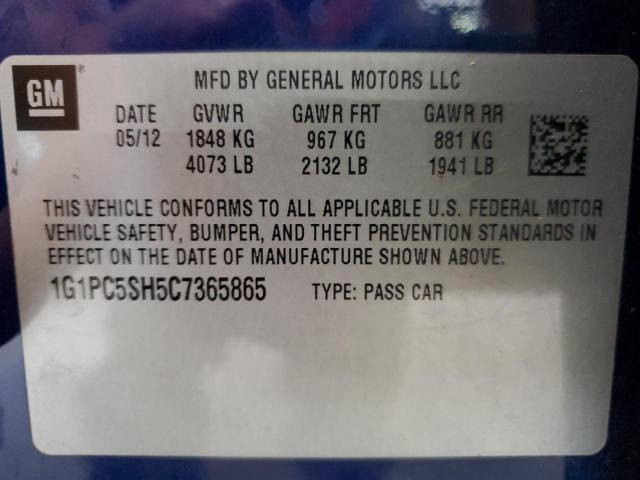 GM
MFD BY GENERAL MOTORS LLC
DATE GVWR GAWR FRT GAWR RR
05/12 1848 KG 967 KG 881 KG
4073 LB 2132 LB 1941 LB
THIS VEHICLE CONFORMS TO ALL APPLICABLE U.S. FEDERAL MOTOR
VEHICLE SAFETY, BUMPER, AND THEFT PREVENTION STANDARDS IN
EFFECT ON THE DATE OF MANUFACTURE SHOWN ABOVE.
1G1PC5SH5C7365865 TYPE: PASS CAR